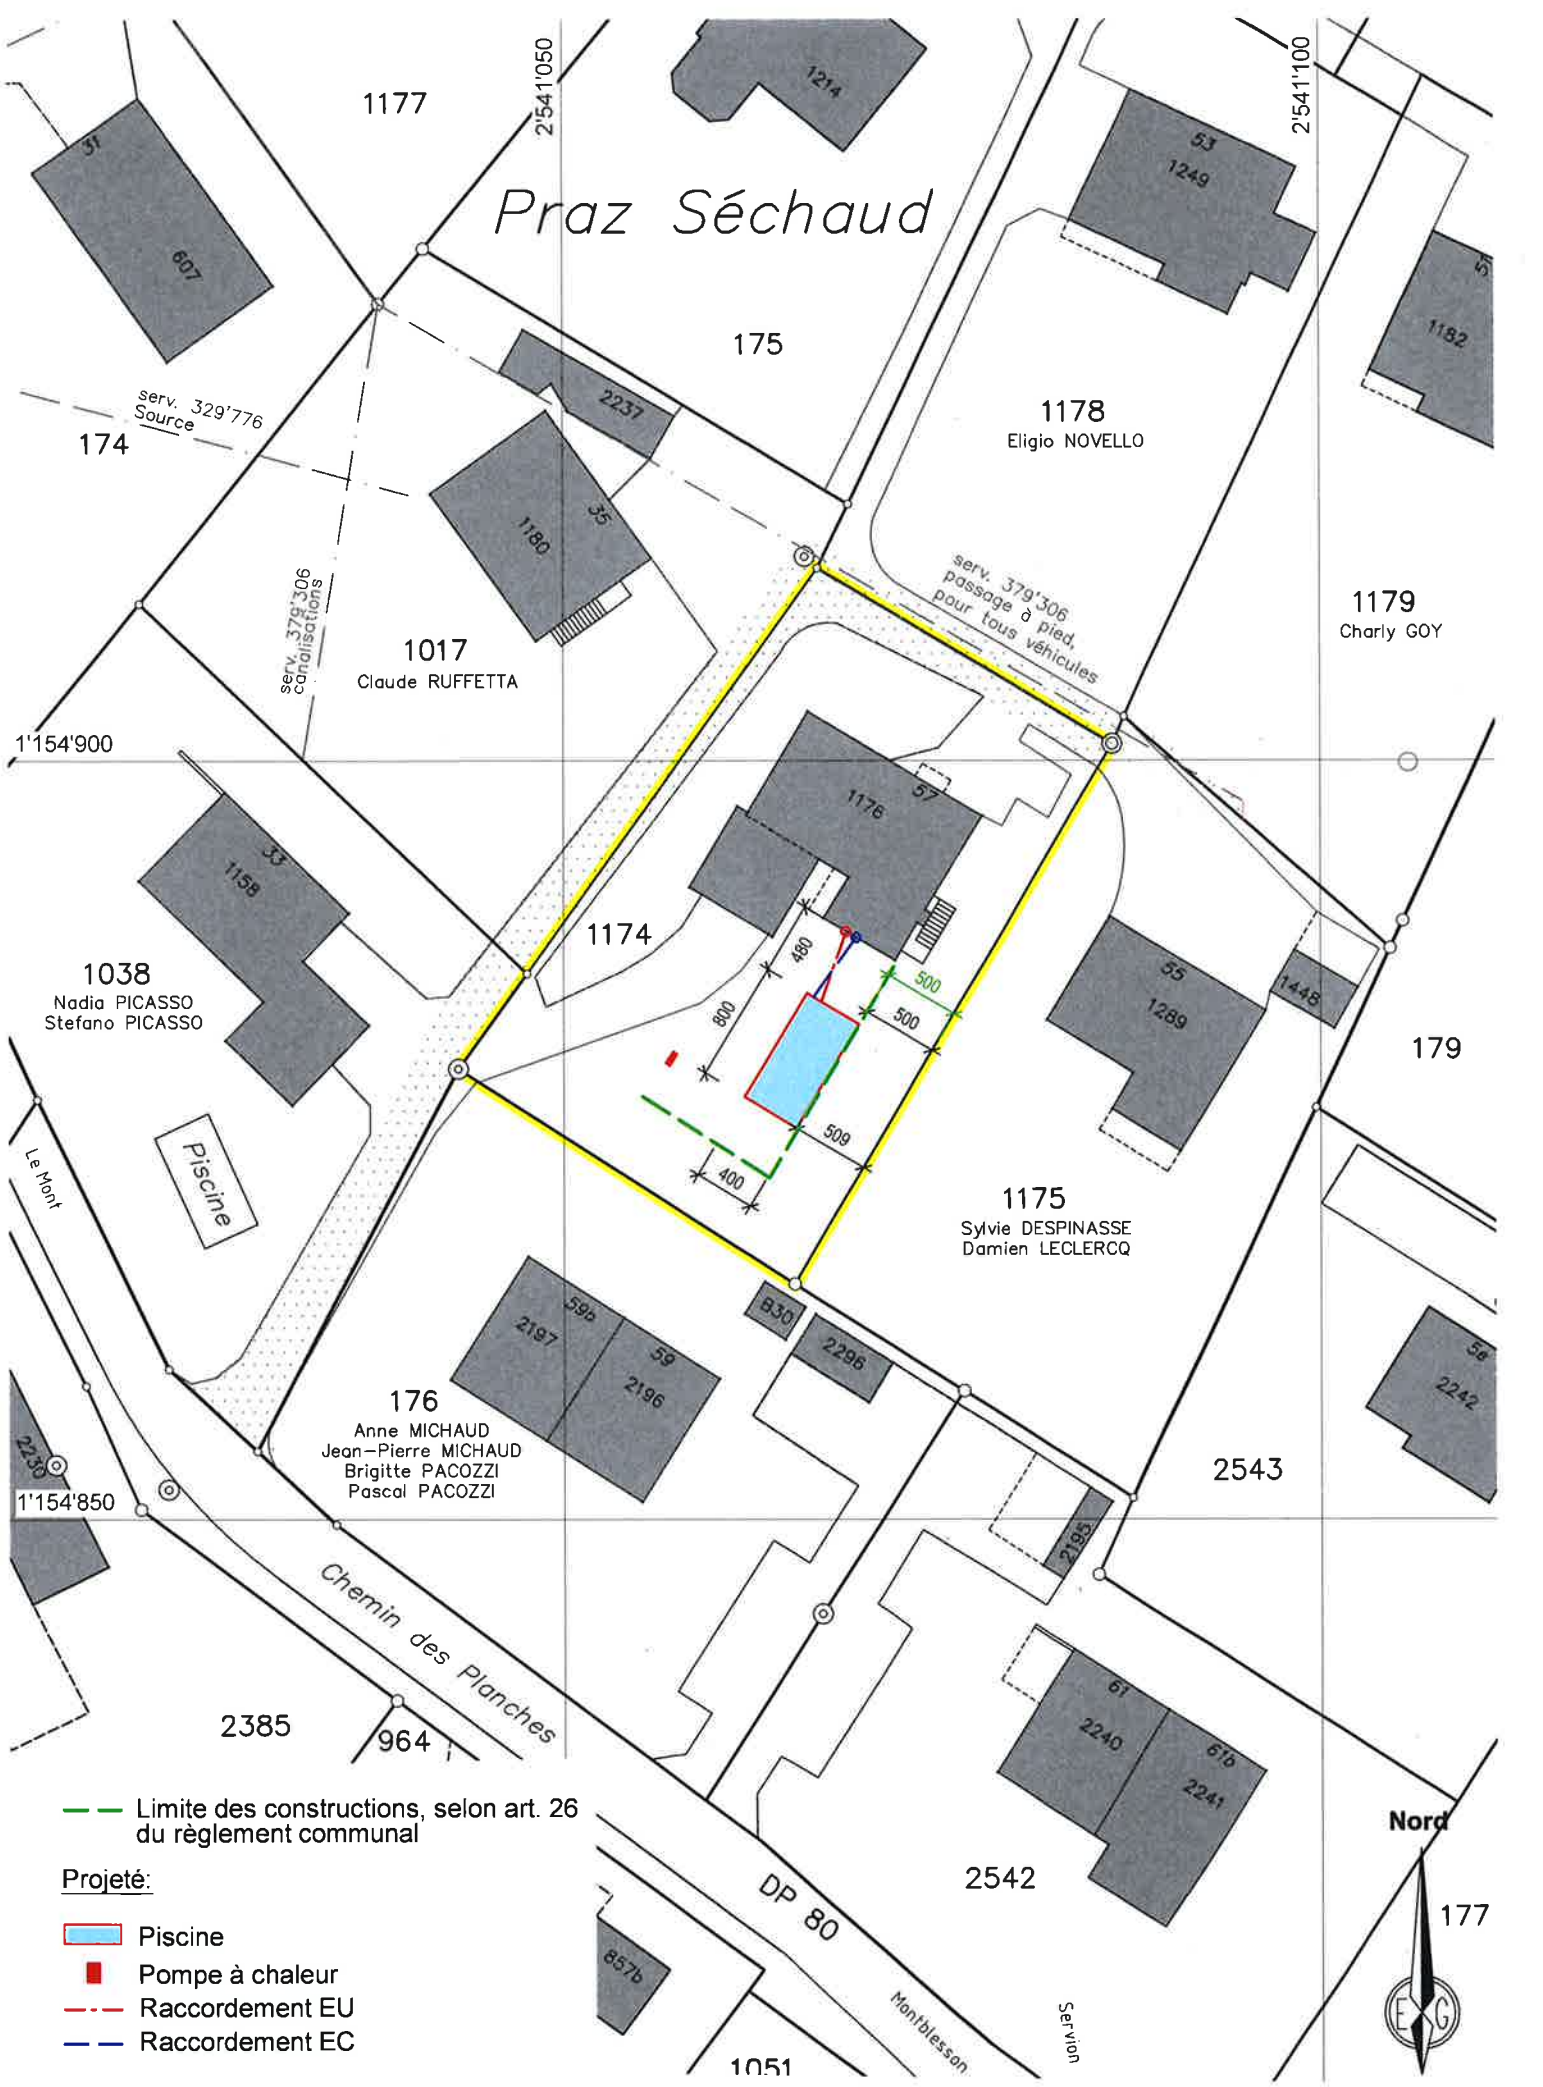 1177
2'541'050
1214
2'541'100
53
1249
31
607
Praz Séchaud
1182
175
2237
serv. 329'776
Source
174
1178
Eligio NOVELLO
35
1180
serv. 379'306
passage à pied,
pour tous véhicules
serv. 379'306
canalisations
1017
Claude RUFFETTA
1179
Charly GOY
1'154'900
1176
57
33
1158
1174
480
500
500
800
1038
Nadia PICASSO
Stefano PICASSO
55
1289
1448
179
509
400
Le Mont
Piscine
1175
Sylvie DESPINASSE
Damien LECLERCQ
B30
2296
59b
2197
59
2196
2242
176
Anne MICHAUD
Jean-Pierre MICHAUD
Brigitte PACOZZI
Pascal PACOZZI
2230
1'154'850
2543
2195
Chemin des Planches
2385
964
61
2240
61b
2241
Limite des constructions, selon art. 26
du règlement communal
Projeté:
Piscine
Pompe à chaleur
Raccordement EU
Raccordement EC
857b
DP 80
2542
Nord
177
E G
Montblesson
Servion
1051